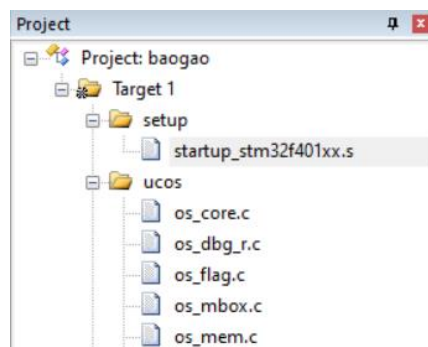 Project
Project: baogao
Target 1
setup
startup_stm32f401xx.s
ucos
os_core.c
os_dbg_r.c
os_flag.c
os_mbox.c
os_mem.c